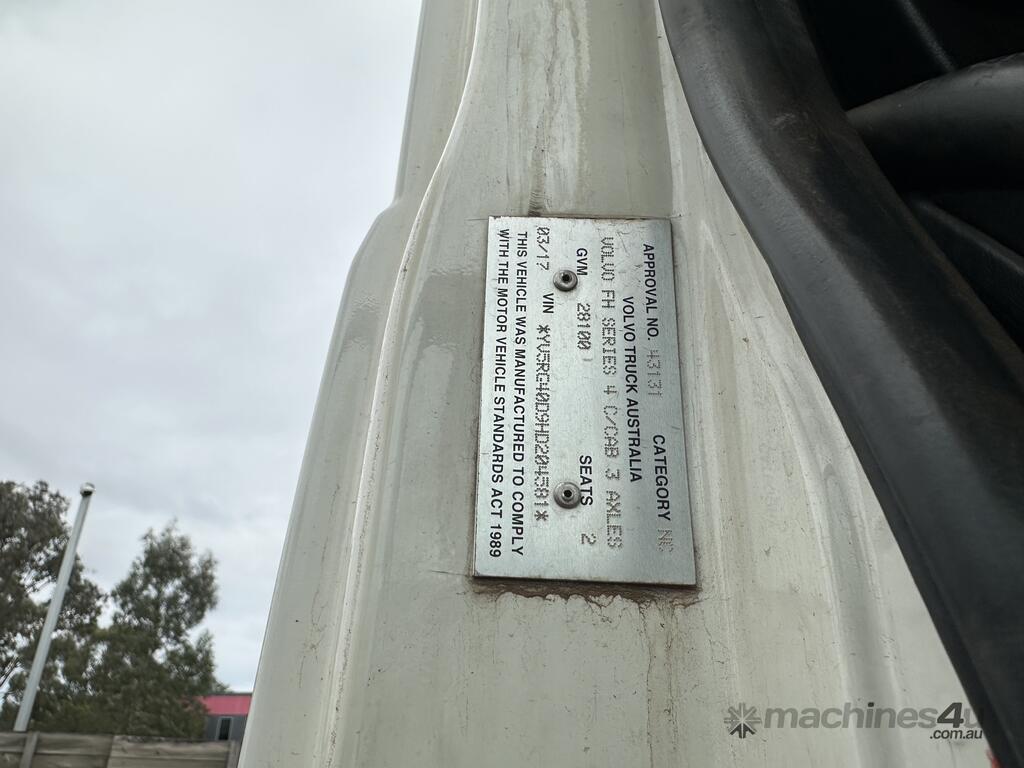 APPROVAL NO. 43131 CATEGORY NC
VOLVO TRUCK AUSTRALIA
VOLVO FH SERIES 4 C/CAB 3 AXLES
GVM 28100 SEATS 2
03/17 VIN *YV5RC40D9HD204581*
THIS VEHICLE WAS MANUFACTURED TO COMPLY
WITH THE MOTOR VEHICLE STANDARDS ACT 1989
machines4u
.com.au